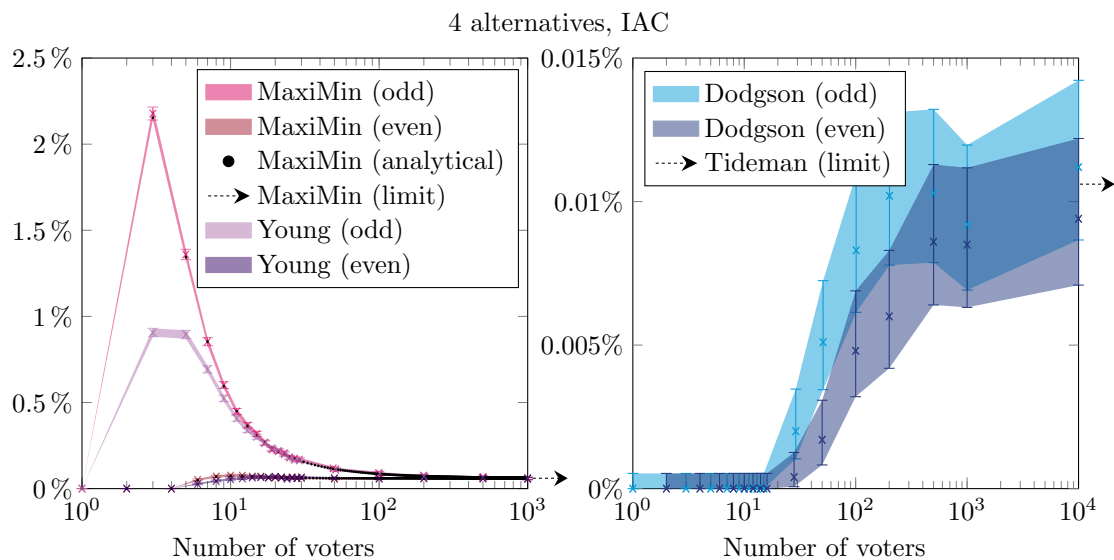 4 alternatives, IAC
2.5 %
2 %
1.5 %
1 %
0.5 %
0 %
10^0
10^1
10^2
10^3
Number of voters
MaxiMin (odd)
MaxiMin (even)
MaxiMin (analytical)
MaxiMin (limit)
Young (odd)
Young (even)
0.015%
0.01%
0.005%
0%
10^0
10^1
10^2
10^3
10^4
Number of voters
Dodgson (odd)
Dodgson (even)
Tideman (limit)